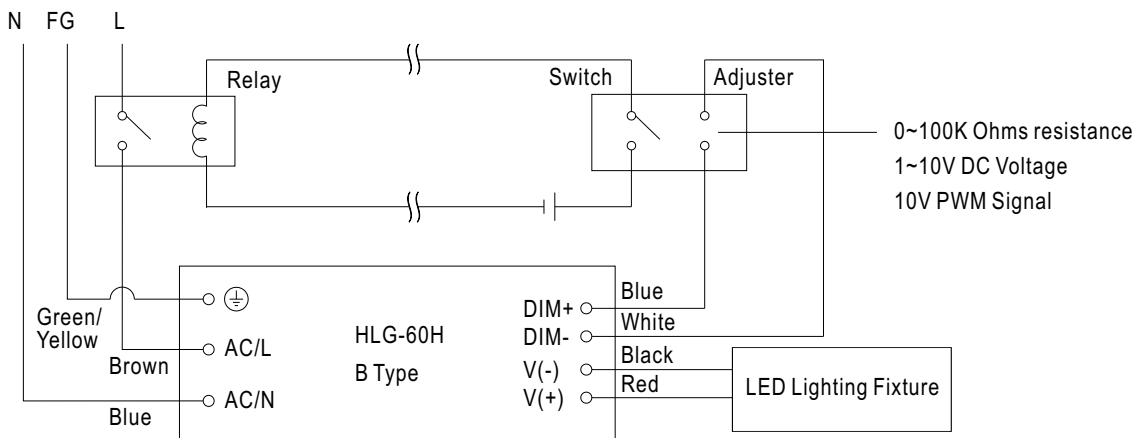 N FG L
Relay
Switch
Adjuster
0~100K Ohms resistance
1~10V DC Voltage
10V PWM Signal
Green/
Yellow
Brown
Blue
AC/L
AC/N
HLG-60H
B Type
DIM+
DIM-
V(-)
V(+)
Blue
White
Black
Red
LED Lighting Fixture